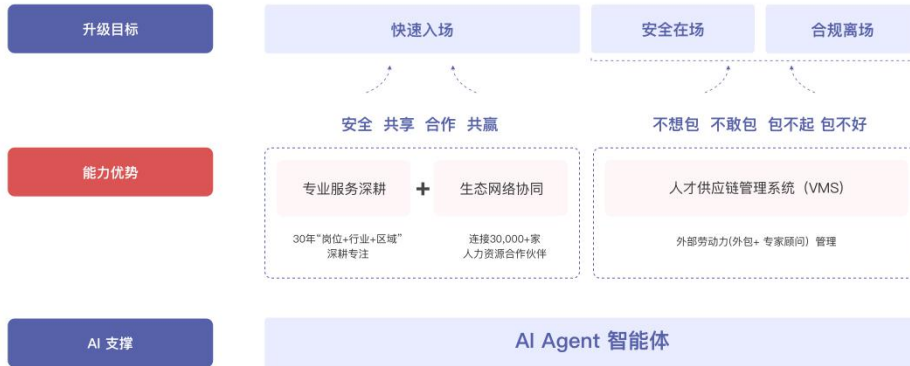 升级目标
快速入场
安全在场
合规离场
安全 共享 合作 共赢
不想包 不敢包 包不起 包不好
能力优势
专业服务深耕
+
生态网络协同
人才供应链管理系统（VMS）
30年“岗位+行业+区域”
深耕专注
连接30,000+家
人力资源合作伙伴
外部劳动力(外包+ 专家顾问）管理
AI 支撑
AI Agent 智能体